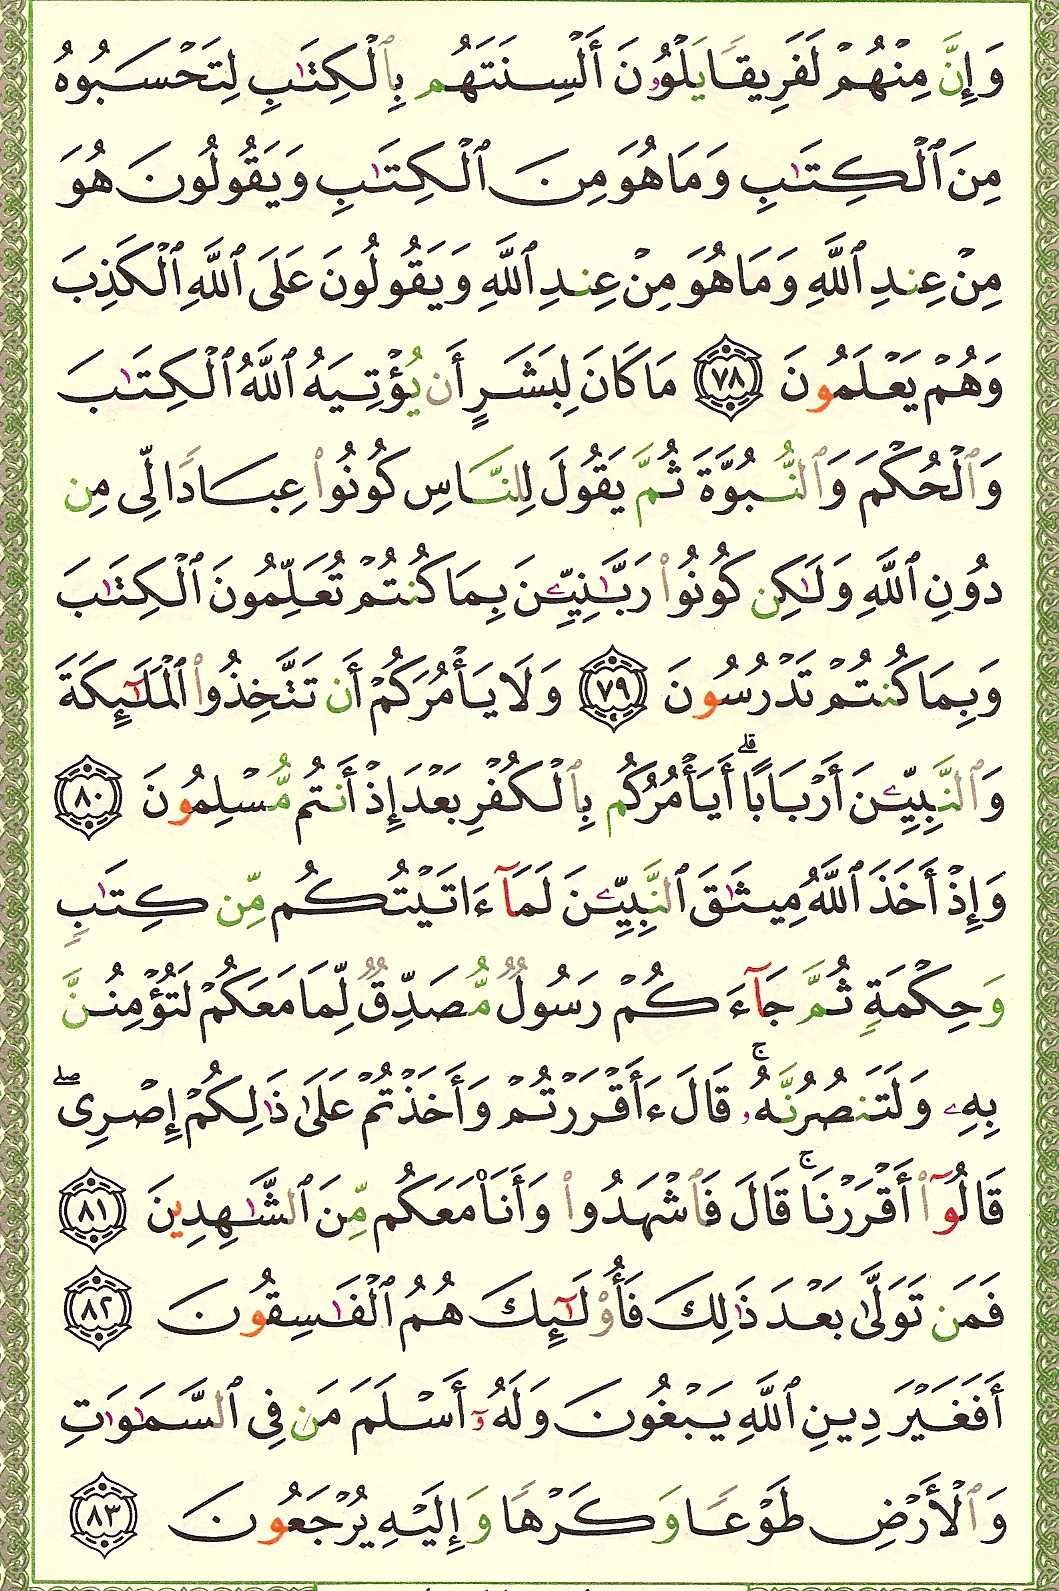 وَإِنَّ مِنْهُمْ لَفَرِيقًا يَلْوُۥنَ أَلْسِنَتَهُم بِٱلْكِتَٰبِ لِتَحْسَبُوهُ
مِنَ ٱلْكِتَٰبِ وَمَا هُوَ مِنَ ٱلْكِتَٰبِ وَيَقُولُونَ هُوَ
مِنْ عِندِ ٱللَّهِ وَمَا هُوَ مِنْ عِندِ ٱللَّهِ وَيَقُولُونَ عَلَى ٱللَّهِ ٱلْكَذِبَ
وَهُمْ يَعْلَمُونَ ٧٨ مَا كَانَ لِبَشَرٍ أَن يُؤْتِيَهُ ٱللَّهُ ٱلْكِتَٰبَ
وَٱلْحُكْمَ وَٱلنُّبُوَّةَ ثُمَّ يَقُولَ لِلنَّاسِ كُونُوا۟ عِبَادًا لِّى مِن
دُونِ ٱللَّهِ وَلَٰكِن كُونُوا۟ رَبَّٰنِيِّۦنَ بِمَا كُنتُمْ تُعَلِّمُونَ ٱلْكِتَٰبَ
وَبِمَا كُنتُمْ تَدْرُسُونَ ٧٩ وَلَا يَأْمُرَكُمْ أَن تَتَّخِذُوا۟ ٱلْمَلَٰٓئِكَةَ
وَٱلنَّبِيِّۦنَ أَرْبَابًا ۗ أَيَأْمُرُكُم بِٱلْكُفْرِ بَعْدَ إِذْ أَنتُم مُّسْلِمُونَ ٨٠
وَإِذْ أَخَذَ ٱللَّهُ مِيثَٰقَ ٱلنَّبِيِّۦنَ لَمَآ ءَاتَيْتُكُم مِّن كِتَٰبٍ
وَحِكْمَةٍ ثُمَّ جَآءَكُمْ رَسُولٌ مُّصَدِّقٌ لِّمَا مَعَكُمْ لَتُؤْمِنُنَّ
بِهِۦ وَلَتَنصُرُنَّهُۥ ۚ قَالَ ءَأَقْرَرْتُمْ وَأَخَذْتُمْ عَلَىٰ ذَٰلِكُمْ إِصْرِى ۖ
قَالُوٓا۟ أَقْرَرْنَا ۚ قَالَ فَٱشْهَدُوا۟ وَأَنَا۠ مَعَكُم مِّنَ ٱلشَّٰهِدِينَ ٨١
فَمَن تَوَلَّىٰ بَعْدَ ذَٰلِكَ فَأُو۟لَٰٓئِكَ هُمُ ٱلْفَٰسِقُونَ ٨٢
أَفَغَيْرَ دِينِ ٱللَّهِ يَبْغُونَ وَلَهُۥٓ أَسْلَمَ مَن فِى ٱلسَّمَٰوَٰتِ
وَٱلْأَرْضِ طَوْعًا وَكَرْهًا وَإِلَيْهِ يُرْجَعُونَ ٨٣